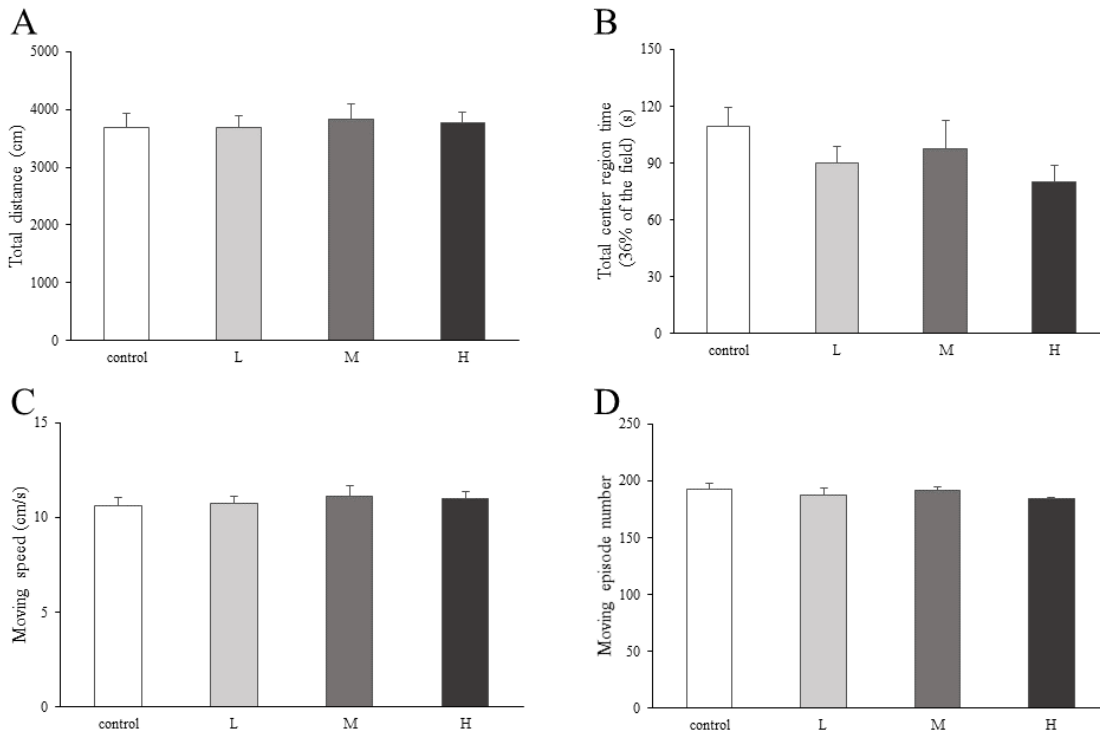 A
Total distance (cm)
5000
4000
3000
2000
1000
0
control L M H
B
Total center region time
(36% of the field) (s)
150
120
90
60
30
0
control L M H
C
Moving speed (cm/s)
15
10
5
0
control L M H
D
Moving episode number
250
200
150
100
50
0
control L M H